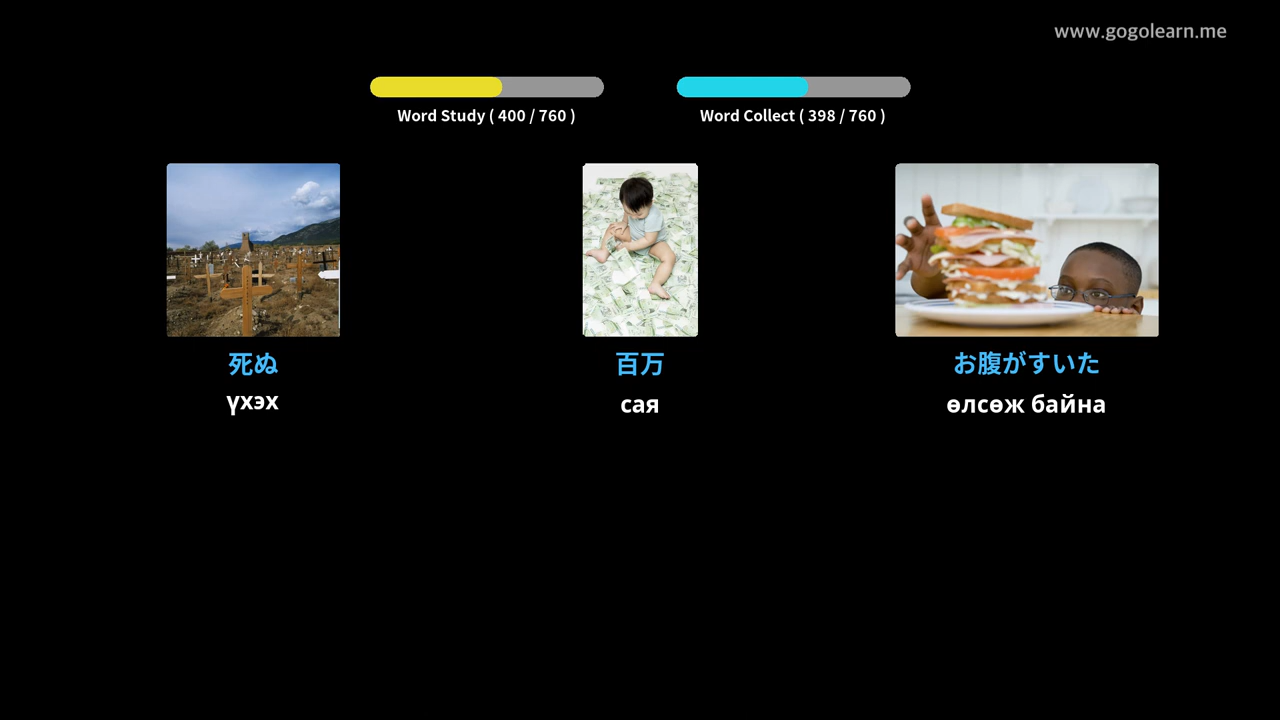 www.gogolearn.me
Word Study ( 400 / 760 )
Word Collect ( 398 / 760 )
死ぬ
үхэх
百万
сая
お腹がすいた
өлсөж байна